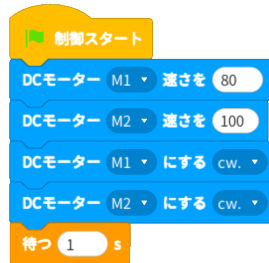 制御スタート
DCモーター M1 速さを 80
DCモーター M2 速さを 100
DCモーター M1 にする cw.
DCモーター M2 にする cw.
待つ 1 s